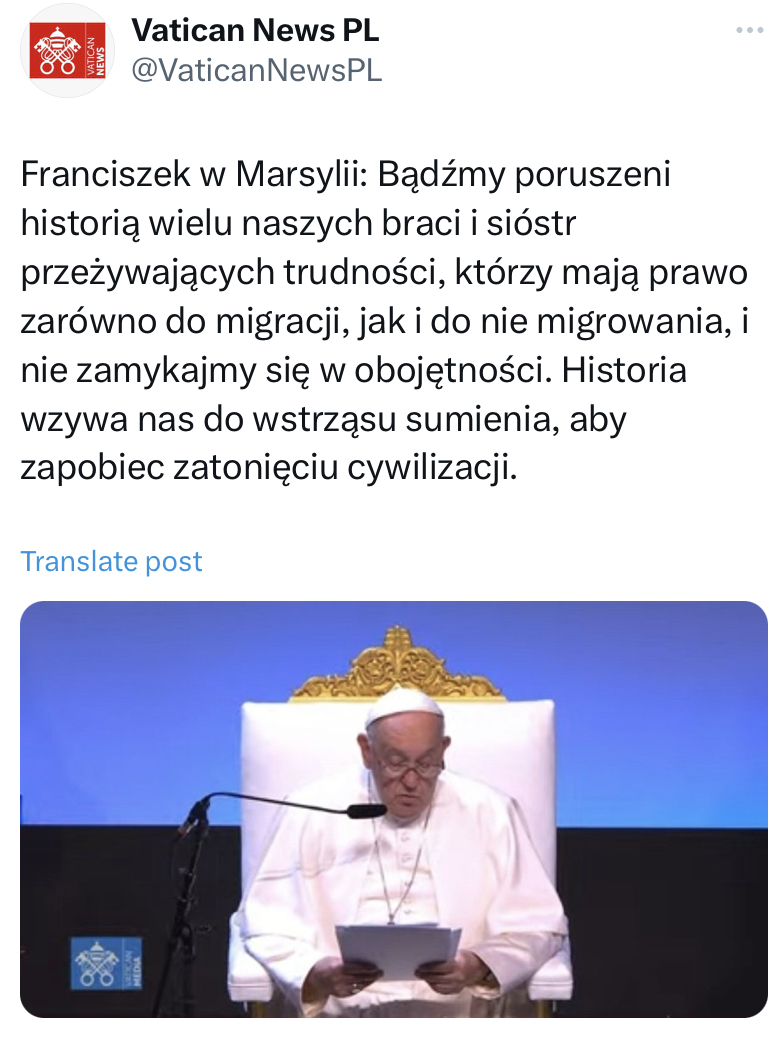 VATICAN
NEWS
Vatican News PL
@VaticanNewsPL
Franciszek w Marsylii: Bądźmy poruszeni
historią wielu naszych braci i sióstr
przeżywających trudności, którzy mają prawo
zarówno do migracji, jak i do nie migrowania, i
nie zamykajmy się w obojętności. Historia
wzywa nas do wstrząsu sumienia, aby
zapobiec zatonięciu cywilizacji.
Translate post
VATICAN
MEDIA